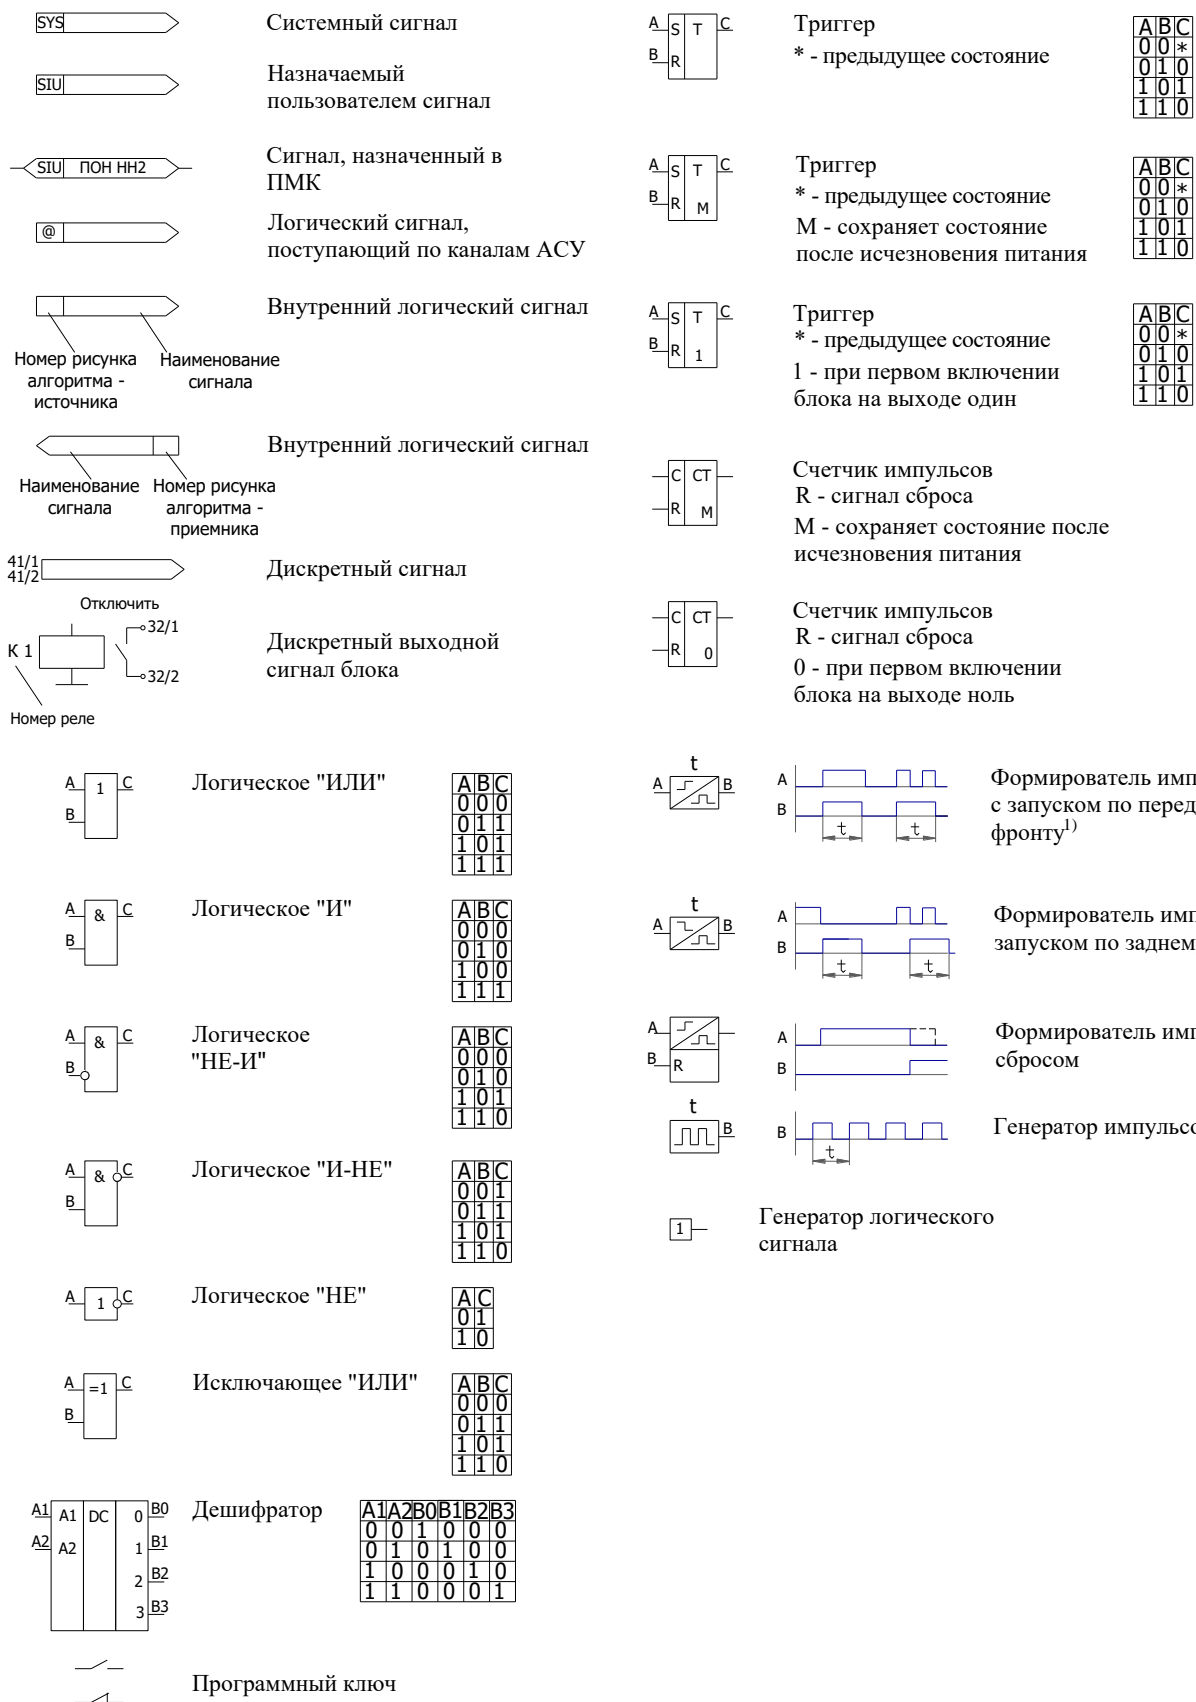 SYS
Системный сигнал
SIU
Назначаемый
пользователем сигнал
SIU ПОН НН2
Сигнал, назначенный в
ПМК
@
Логический сигнал,
поступающий по каналам АСУ
Внутренний логический сигнал
Номер рисунка
алгоритма -
источника
Наименование
сигнала
Внутренний логический сигнал
Наименование
сигнала
Номер рисунка
алгоритма -
приемника
41/1
41/2
Дискретный сигнал
Отключить
К 1
32/1
32/2
Дискретный выходной
сигнал блока
Номер реле
A 1 C
B
Логическое "ИЛИ"
A B C
0 0 0
0 1 1
1 0 1
1 1 1
A & C
B
Логическое "И"
A B C
0 0 0
0 1 0
1 0 0
1 1 1
A & C
B
Логическое
"НЕ-И"
A B C
0 0 0
0 1 0
1 0 1
1 1 0
A & C
B
Логическое "И-НЕ"
A B C
0 0 1
0 1 1
1 0 1
1 1 0
A 1 C
Логическое "НЕ"
A C
0 1
1 0
A =1 C
B
Исключающее "ИЛИ"
A B C
0 0 0
0 1 1
1 0 1
1 1 0
A1 A1 DC 0 B0
A2 A2 1 B1
2 B2
3 B3
Дешифратор
A1 A2 B0 B1 B2 B3
0 0 1 0 0 0
0 1 0 1 0 0
1 0 0 0 1 0
1 1 0 0 0 1
Программный ключ
A S T C
B R
Триггер
* - предыдущее состояние
A B C
0 0 *
0 1 0
1 0 1
1 1 0
A S T C
B R M
Триггер
* - предыдущее состояние
М - сохраняет состояние
после исчезновения питания
A B C
0 0 *
0 1 0
1 0 1
1 1 0
A S T C
B R 1
Триггер
* - предыдущее состояние
1 - при первом включении
блока на выходе один
A B C
0 0 *
0 1 0
1 0 1
1 1 0
C CT
R M
Счетчик импульсов
R - сигнал сброса
М - сохраняет состояние после
исчезновения питания
C CT
R 0
Счетчик импульсов
R - сигнал сброса
0 - при первом включении
блока на выходе ноль
t
A B
A
B
t t
Формирователь
с запуском по
фронту1)
t
A B
A
B
t t
Формирователь
запуском по
A
B R
A
B
Формирователь
сбросом
t
B
B
t
Генератор
1
Генератор логического
сигнала